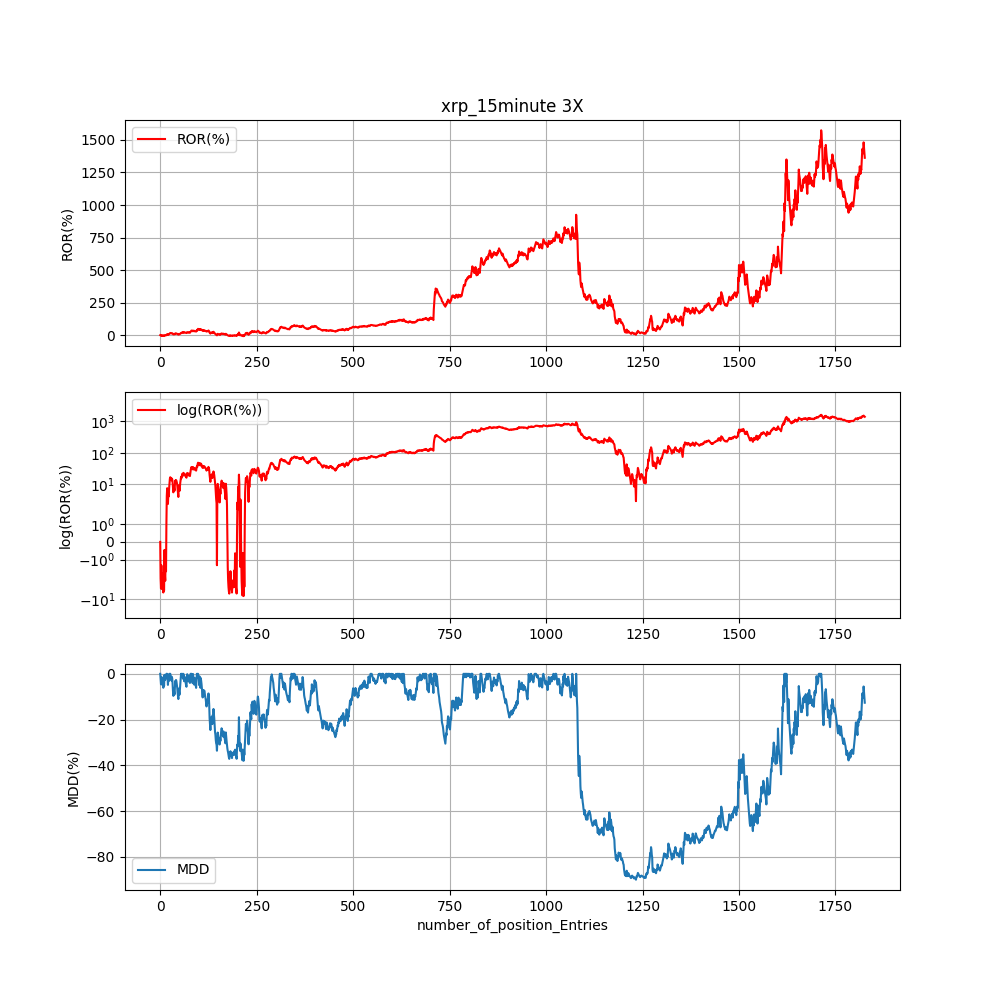 xrp_15minute 3X
ROR(%)
ROR(%)
1500
1250
1000
750
500
250
0
0 250 500 750 1000 1250 1500 1750
log(ROR(%))
log(ROR(%))
10³
10²
10¹
10⁰
0
−10⁰
−10¹
0 250 500 750 1000 1250 1500 1750
MDD(%)
0
−20
−40
−60
−80
MDD
0 250 500 750 1000 1250 1500 1750
number_of_position_Entries